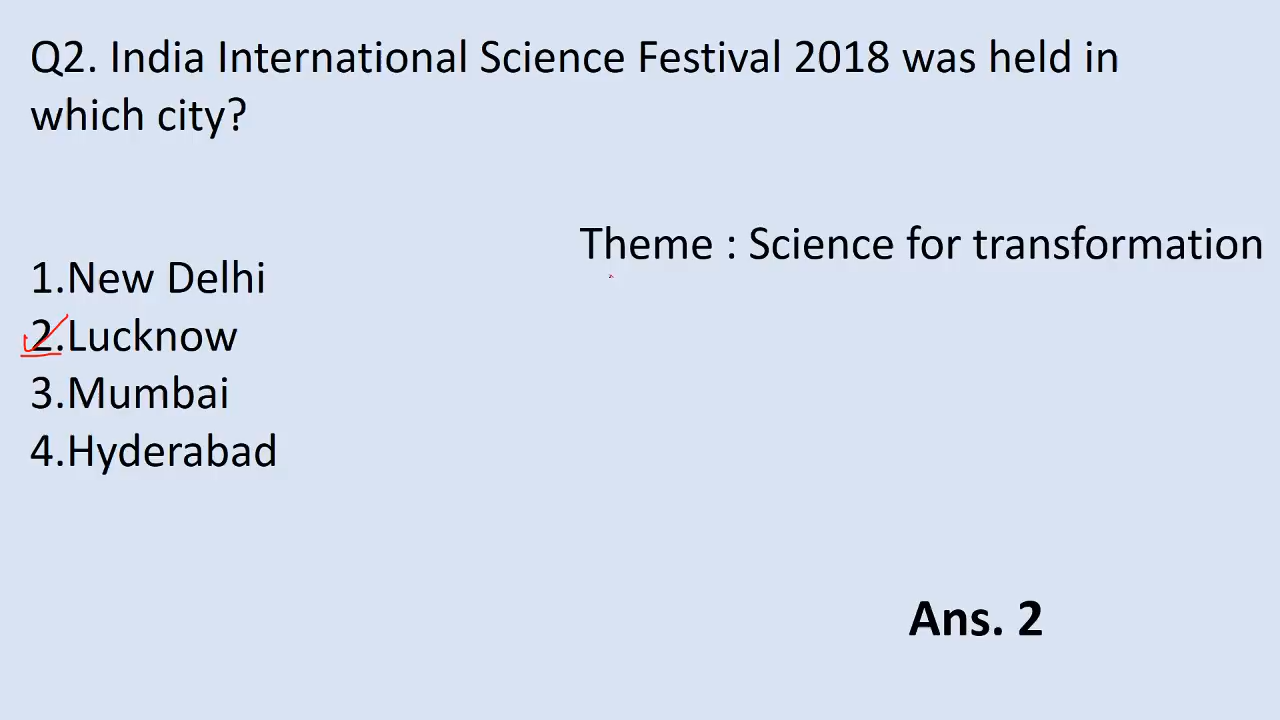 Q2. India International Science Festival 2018 was held in
which city?
Theme : Science for transformation
1.New Delhi
2.Lucknow
3.Mumbai
4.Hyderabad
Ans. 2